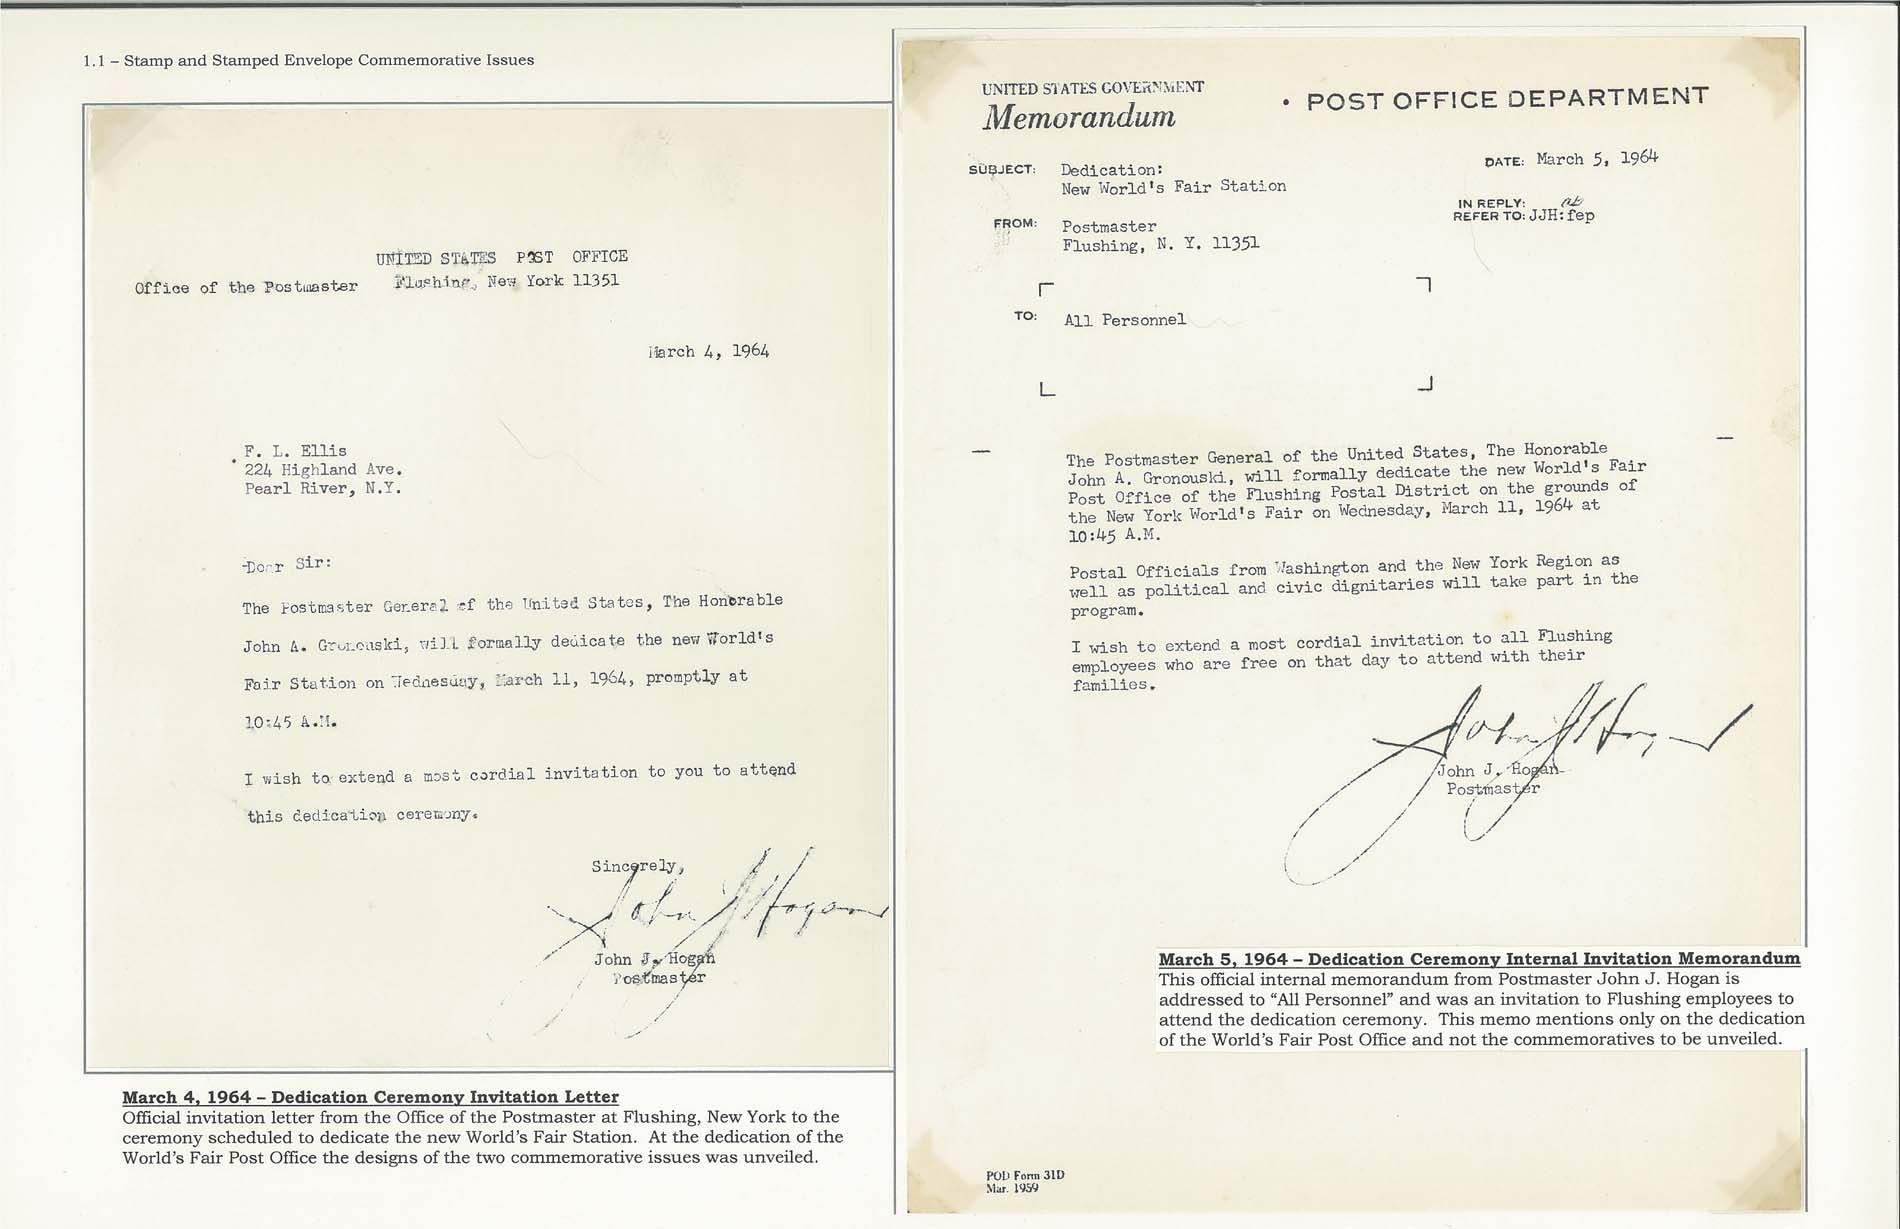 1.1 – Stamp and Stamped Envelope Commemorative Issues
UNITED STATES POST OFFICE
Office of the Postmaster Flushing, New York 11351
March 4, 1964
F. L. Ellis
224 Highland Ave.
Pearl River, N.Y.
Dear Sir:
The Postmaster General of the United States, The Honorable
John A. Gronouski, will formally dedicate the new World's
Fair Station on Wednesday, March 11, 1964, promptly at
10:45 A.M.
I wish to extend a most cordial invitation to you to attend
this dedication ceremony.
Sincerely,
John J Hogan
John J. Hogan
Postmaster
March 4, 1964 – Dedication Ceremony Invitation Letter
Official invitation letter from the Office of the Postmaster at Flushing, New York to the
ceremony scheduled to dedicate the new World’s Fair Station. At the dedication of the
World’s Fair Post Office the designs of the two commemorative issues was unveiled.
UNITED STATES GOVERNMENT
Memorandum
• POST OFFICE DEPARTMENT
SUBJECT: Dedication:
New World's Fair Station
DATE: March 5, 1964
IN REPLY:
REFER TO: JJH:fep
FROM: Postmaster
Flushing, N. Y. 11351
TO: All Personnel
The Postmaster General of the United States, The Honorable
John A. Gronouski, will formally dedicate the new World's Fair
Post Office of the Flushing Postal District on the grounds of
the New York World's Fair on Wednesday, March 11, 1964 at
10:45 A.M.
Postal Officials from Washington and the New York Region as
well as political and civic dignitaries will take part in the
program.
I wish to extend a most cordial invitation to all Flushing
employees who are free on that day to attend with their
families.
John J Hogan
John J. Hogan
Postmaster
March 5, 1964 – Dedication Ceremony Internal Invitation Memorandum
This official internal memorandum from Postmaster John J. Hogan is
addressed to “All Personnel” and was an invitation to Flushing employees to
attend the dedication ceremony. This memo mentions only on the dedication
of the World’s Fair Post Office and not the commemoratives to be unveiled.
POD Form 31D
Mar. 1959